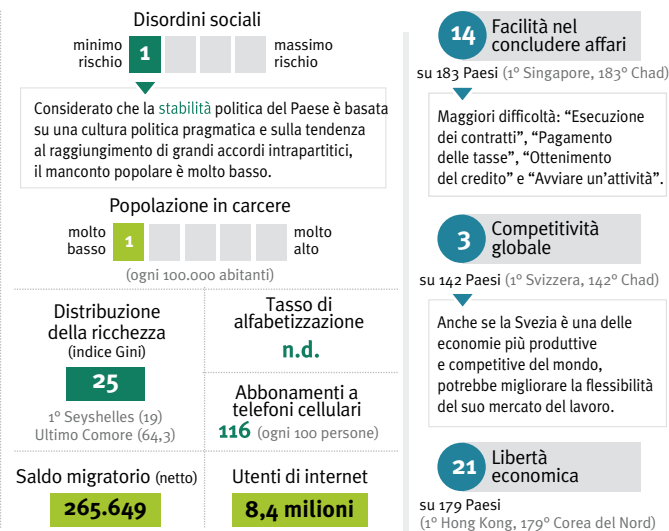 Disordini sociali
minimo rischio 1 massimo rischio
Considerato che la stabilità politica del Paese è basata
su una cultura politica pragmatica e sulla tendenza
al raggiungimento di grandi accordi intrapartitici,
il manconto popolare è molto basso.
Popolazione in carcere
molto basso 1 molto alto
(ogni 100.000 abitanti)
Distribuzione
della ricchezza
(indice Gini)
25
1° Seyshelles (19)
Ultimo Comore (64,3)
Tasso di
alfabetizzazione
n.d.
Abbonamenti a
telefoni cellulari
116 (ogni 100 persone)
Saldo migratorio (netto)
265.649
Utenti di internet
8,4 milioni
14 Facilità nel
concludere affari
su 183 Paesi (1° Singapore, 183° Chad)
Maggiori difficoltà: “Esecuzione
dei contratti”, “Pagamento
delle tasse”, “Ottenimento
del credito” e “Avviare un’attività”.
3 Competitività
globale
su 142 Paesi (1° Svizzera, 142° Chad)
Anche se la Svezia è una delle
economie più produttive
e competitive del mondo,
potrebbe migliorare la flessibilità
del suo mercato del lavoro.
21 Libertà
economica
su 179 Paesi
(1° Hong Kong, 179° Corea del Nord)